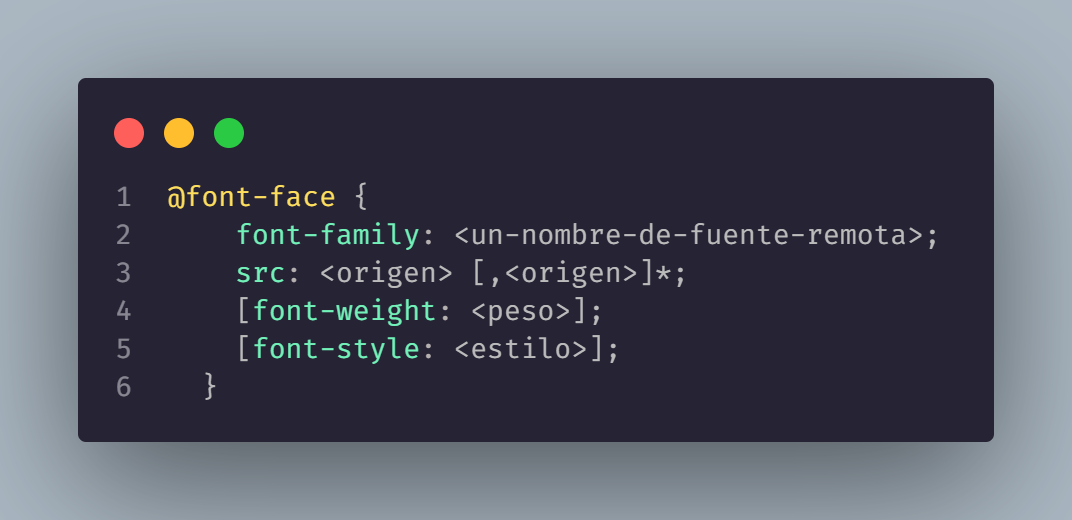 1 @font-face {
2 font-family: <un-nombre-de-fuente-remota>;
3 src: <origen> [,<origen>]*;
4 [font-weight: <peso>];
5 [font-style: <estilo>];
6 }